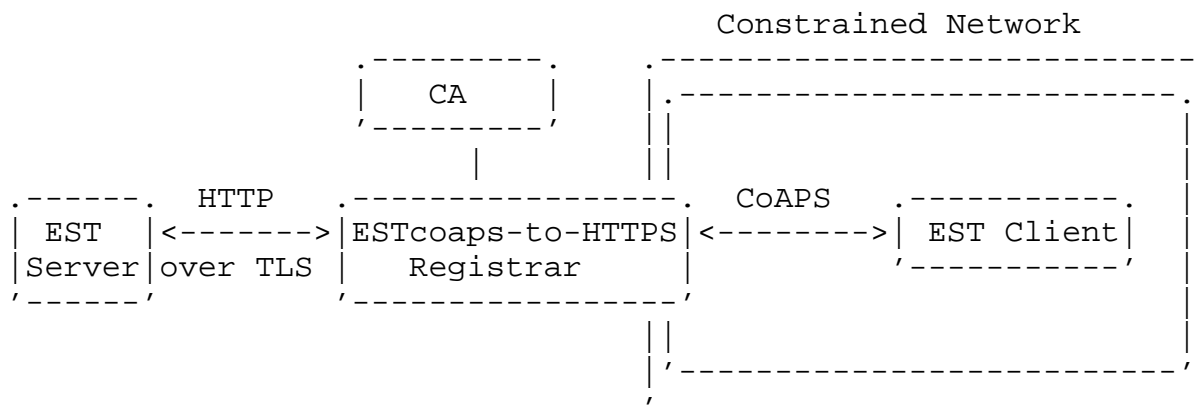 Constrained Network
CA
HTTP CoAPS
EST <-------> ESTcoaps-to-HTTPS <--------> EST Client
Server over TLS Registrar